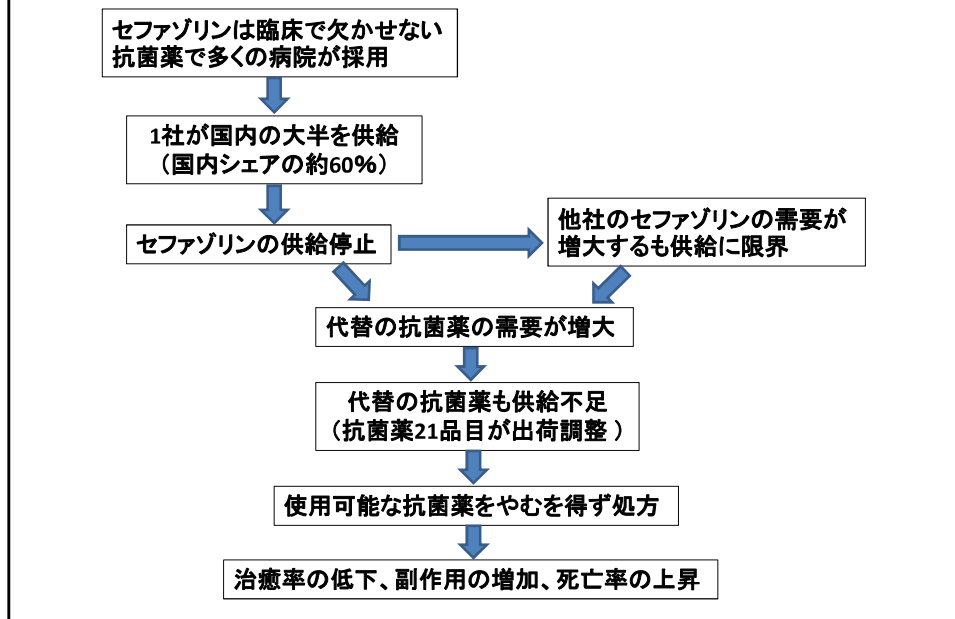 セファゾリンは臨床で欠かせない
抗菌薬で多くの病院が採用
1社が国内の大半を供給
（国内シェアの約60%）
セファゾリンの供給停止
他社のセファゾリンの需要が
増大するも供給に限界
代替の抗菌薬の需要が増大
代替の抗菌薬も供給不足
（抗菌薬21品目が出荷調整 ）
使用可能な抗菌薬をやむを得ず処方
治癒率の低下、副作用の増加、死亡率の上昇